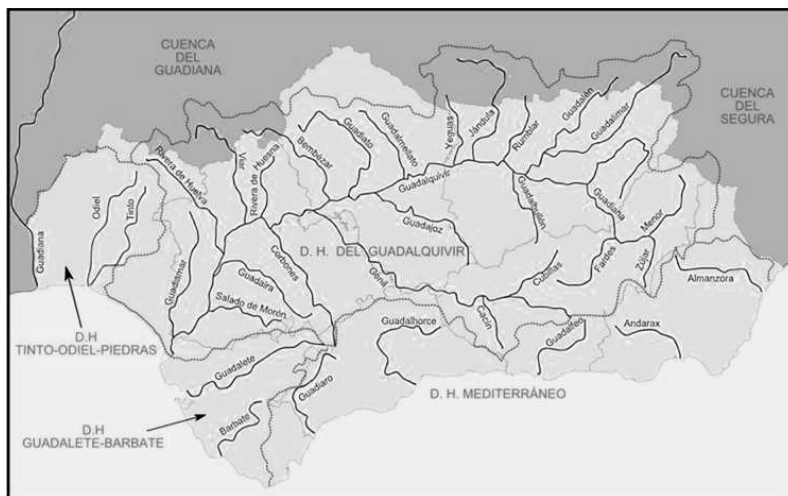 CUENCA
DEL
GUADIANA
CUENCA
DEL
SEGURA
Guadiana
Odiel
Tinto
Rivera de Huelva
Viar
Rivera de Huesna
Bembézar
Guadiato
Guadalmellato
Yeguas
Jándula
Rumblar
Guadalén
Guadalimar
Guadalquivir
Guadajoz
Guadalbullón
Guadiana
Menor
Guadiamar
Corbones
Guadaira
Salado de Morón
D. H. DEL GUADALQUIVIR
Genil
Cubillas
Fardes
Zújar
Cacín
Almanzora
D.H
TINTO-ODIEL-PIEDRAS
Guadalete
Guadalhorce
Guadalfeo
Andarax
Guadiaro
Barbate
D. H. MEDITERRÁNEO
D.H
GUADALETE-BARBATE